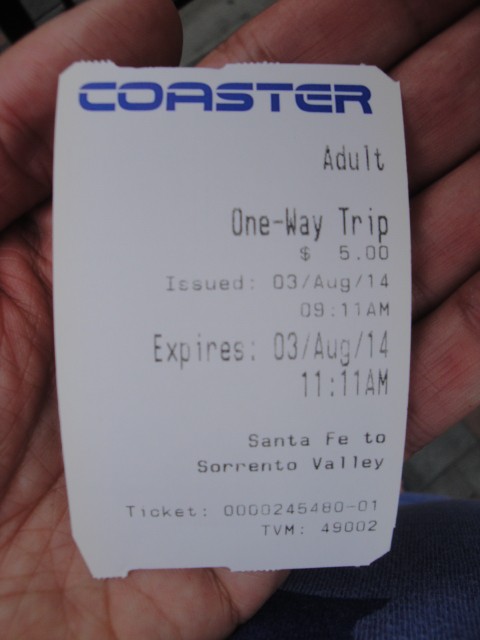 COASTER
Adult
One-Way Trip
$ 5.00
Issued: 03/Aug/14
09:11AM
Expires: 03/Aug/14
11:11AM
Santa Fe to
Sorrento Valley
Ticket: 0000245480-01
TVM: 49002